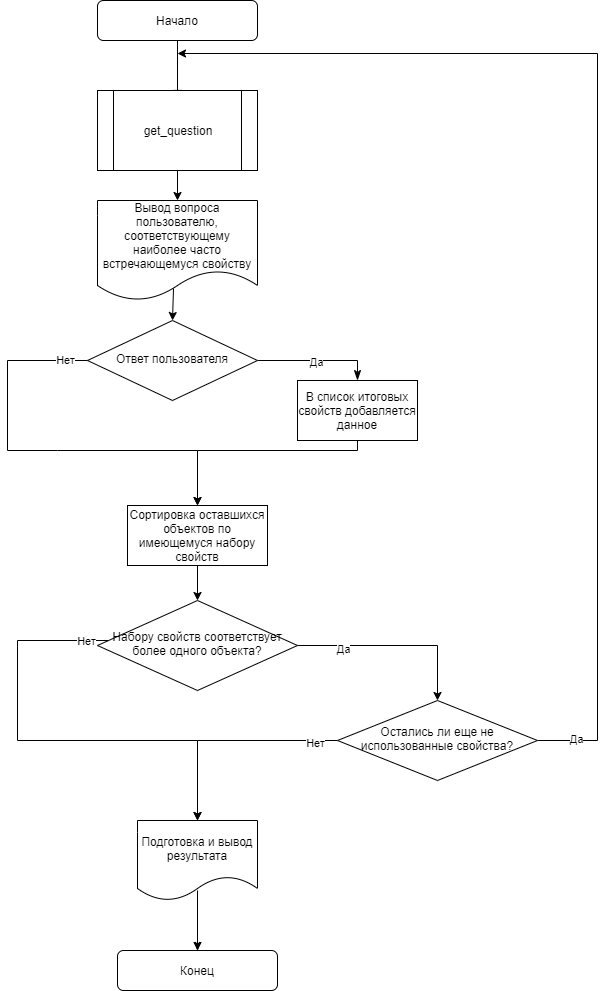 Начало
get_question
Вывод вопроса
пользователю,
соответствующему
наиболее часто
встречающемуся свойству
Ответ пользователя
Нет
Да
В список итоговых
свойств добавляется
данное
Сортировка оставшихся
объектов по
имеющемуся набору
свойств
Нет
Набору свойств соответствует
более одного объекта?
Да
Остались ли еще не
использованные свойства?
Нет
Да
Подготовка и вывод
результата
Конец